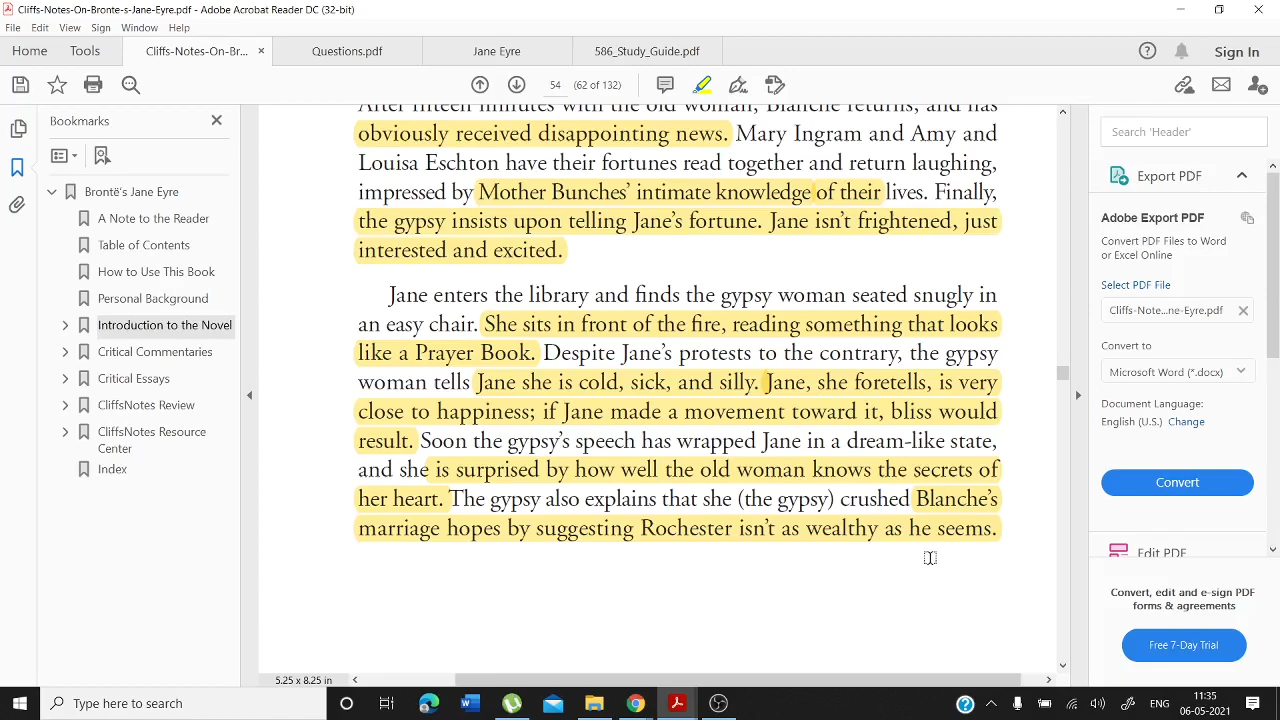 Cliffs-Notes-On-Bronte-s-Jane-Eyre.pdf - Adobe Acrobat Reader DC (32-bit)
File Edit View Sign Window Help
Home Tools Cliffs-Notes-On-Br... × Questions.pdf Jane Eyre 586_Study_Guide.pdf Sign In
54 (62 of 132)
Bookmarks
Brontë's Jane Eyre
A Note to the Reader
Table of Contents
How to Use This Book
Personal Background
Introduction to the Novel
Critical Commentaries
Critical Essays
CliffsNotes Review
CliffsNotes Resource
Center
Index
After fifteen minutes with the old woman, Blanche returns, and has
obviously received disappointing news. Mary Ingram and Amy and
Louisa Eschton have their fortunes read together and return laughing,
impressed by Mother Bunches' intimate knowledge of their lives. Finally,
the gypsy insists upon telling Jane's fortune. Jane isn't frightened, just
interested and excited.
Jane enters the library and finds the gypsy woman seated snugly in
an easy chair. She sits in front of the fire, reading something that looks
like a Prayer Book. Despite Jane's protests to the contrary, the gypsy
woman tells Jane she is cold, sick, and silly. Jane, she foretells, is very
close to happiness; if Jane made a movement toward it, bliss would
result. Soon the gypsy's speech has wrapped Jane in a dream-like state,
and she is surprised by how well the old woman knows the secrets of
her heart. The gypsy also explains that she (the gypsy) crushed Blanche's
marriage hopes by suggesting Rochester isn't as wealthy as he seems.
5.25 x 8.25 in
Search 'Header'
Export PDF
Adobe Export PDF
Convert PDF Files to Word
or Excel Online
Select PDF File
Cliffs-Note...ne-Eyre.pdf
Convert to
Microsoft Word (*.docx)
Document Language:
English (U.S.) Change
Convert
Edit PDF
Convert, edit and e-sign PDF
forms & agreements
Free 7-Day Trial
Type here to search
ENG
11:35
06-05-2021